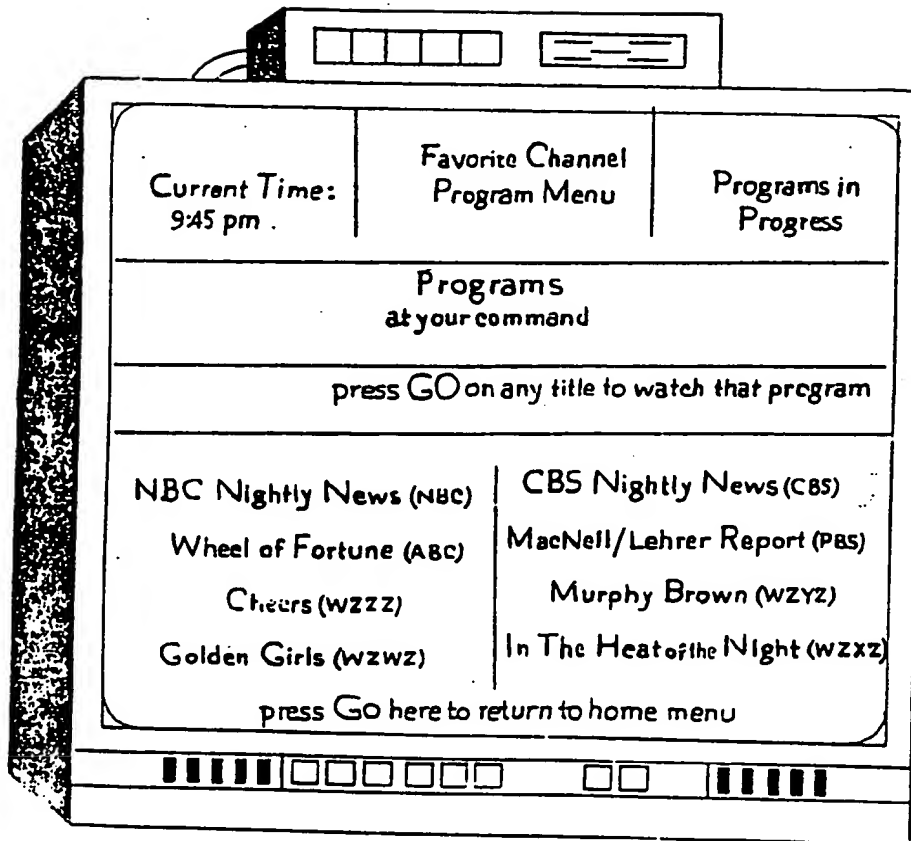 Current Time:
9:45 pm .
Favorite Channel
Program Menu
Programs in
Progress
Programs
at your command
press GO on any title to watch that program
NBC Nightly News (NBC)
Wheel of Fortune (ABC)
Cheers (WZZZ)
Golden Girls (WZWZ)
CBS Nightly News (CBS)
MacNeil/Lehrer Report (PBS)
Murphy Brown (WZYZ)
In The Heat of the Night (WZXZ)
press Go here to return to home menu